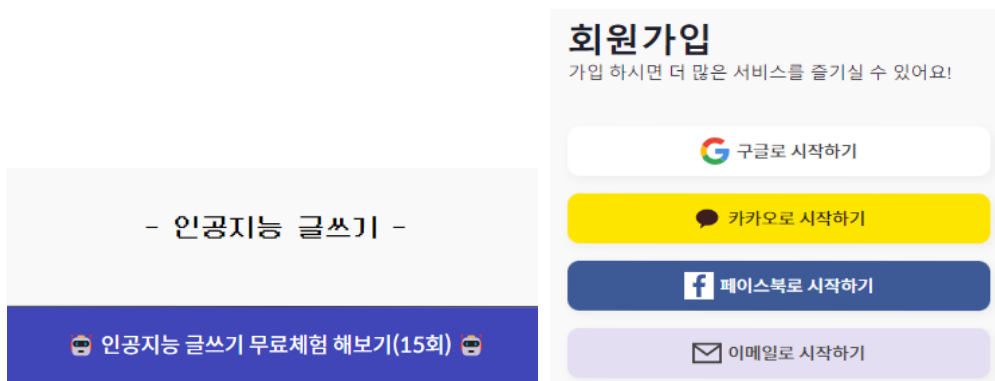 - 인공지능 글쓰기 -
인공지능 글쓰기 무료체험 해보기(15회)
회원가입
가입 하시면 더 많은 서비스를 즐기실 수 있어요!
구글로 시작하기
카카오로 시작하기
페이스북로 시작하기
이메일로 시작하기